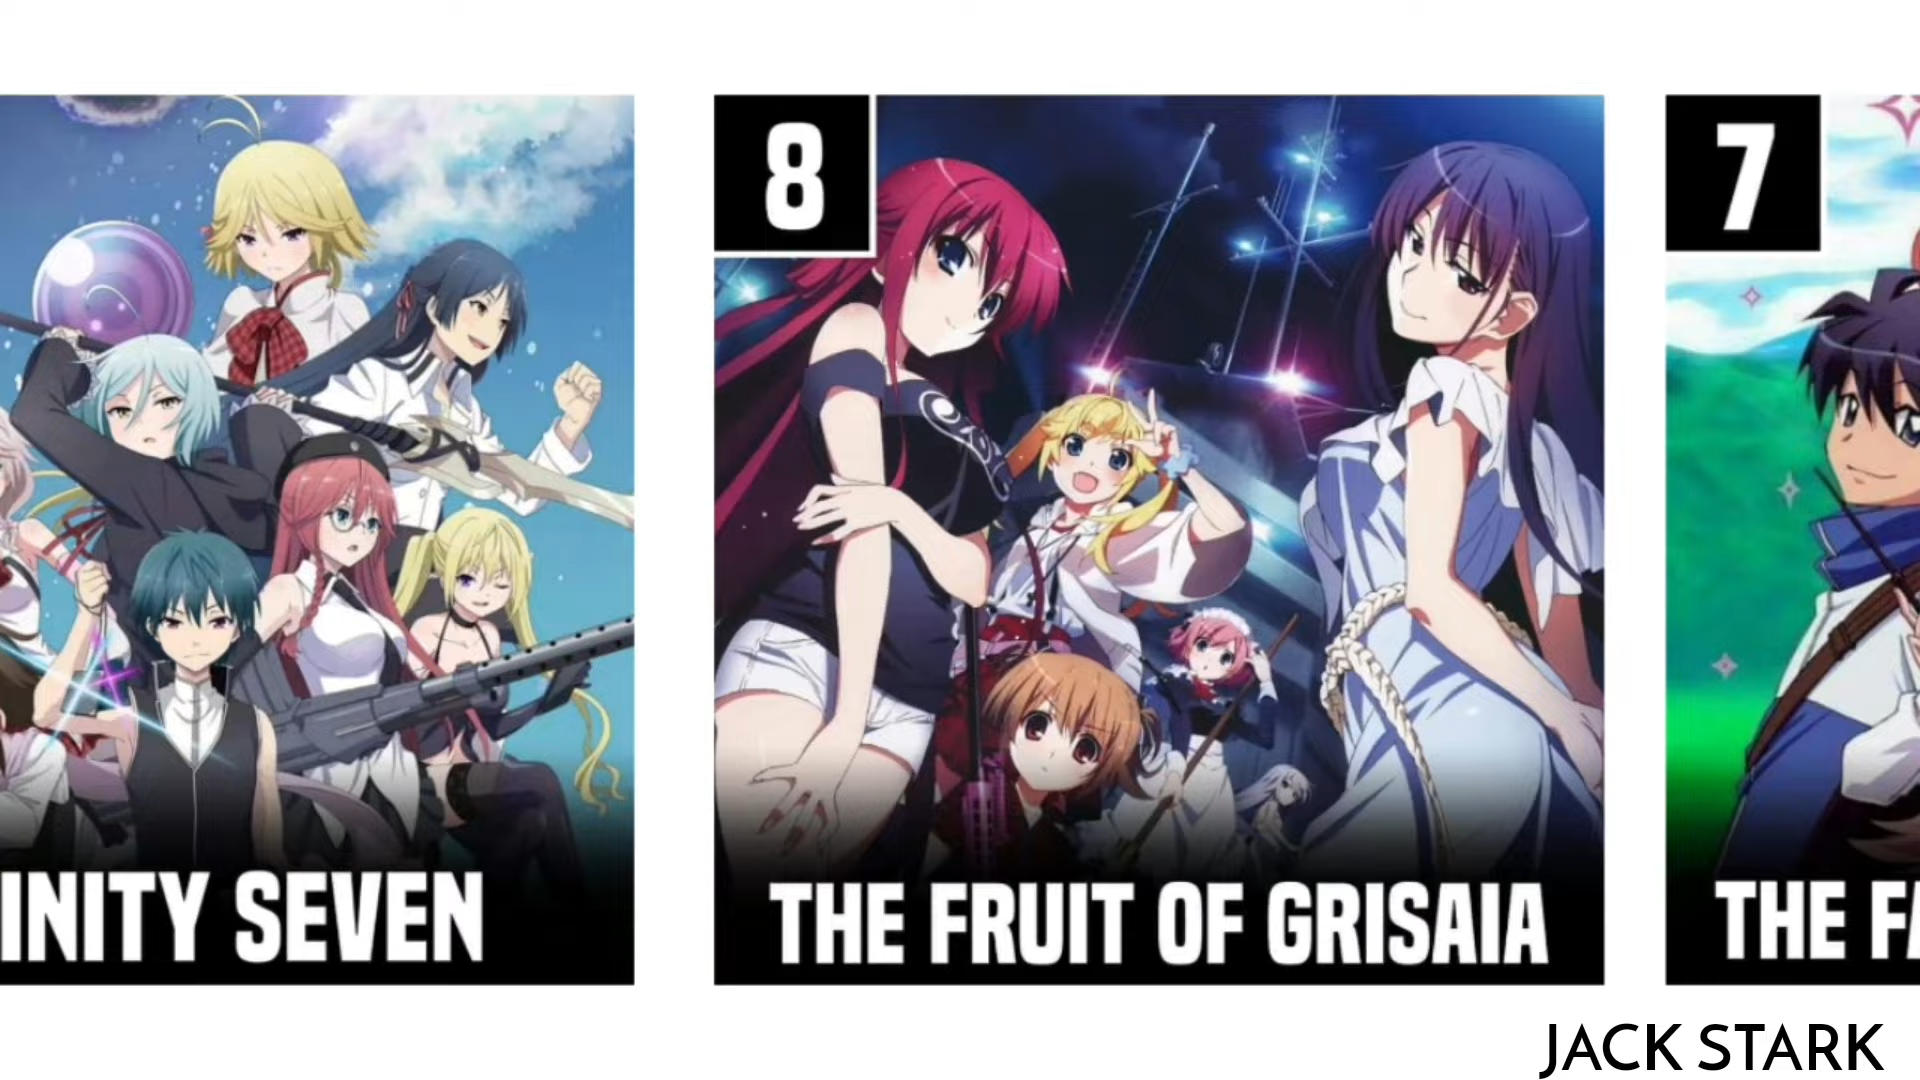 INITY SEVEN
8
THE FRUIT OF GRISAIA
7
THE FA
JACK STARK